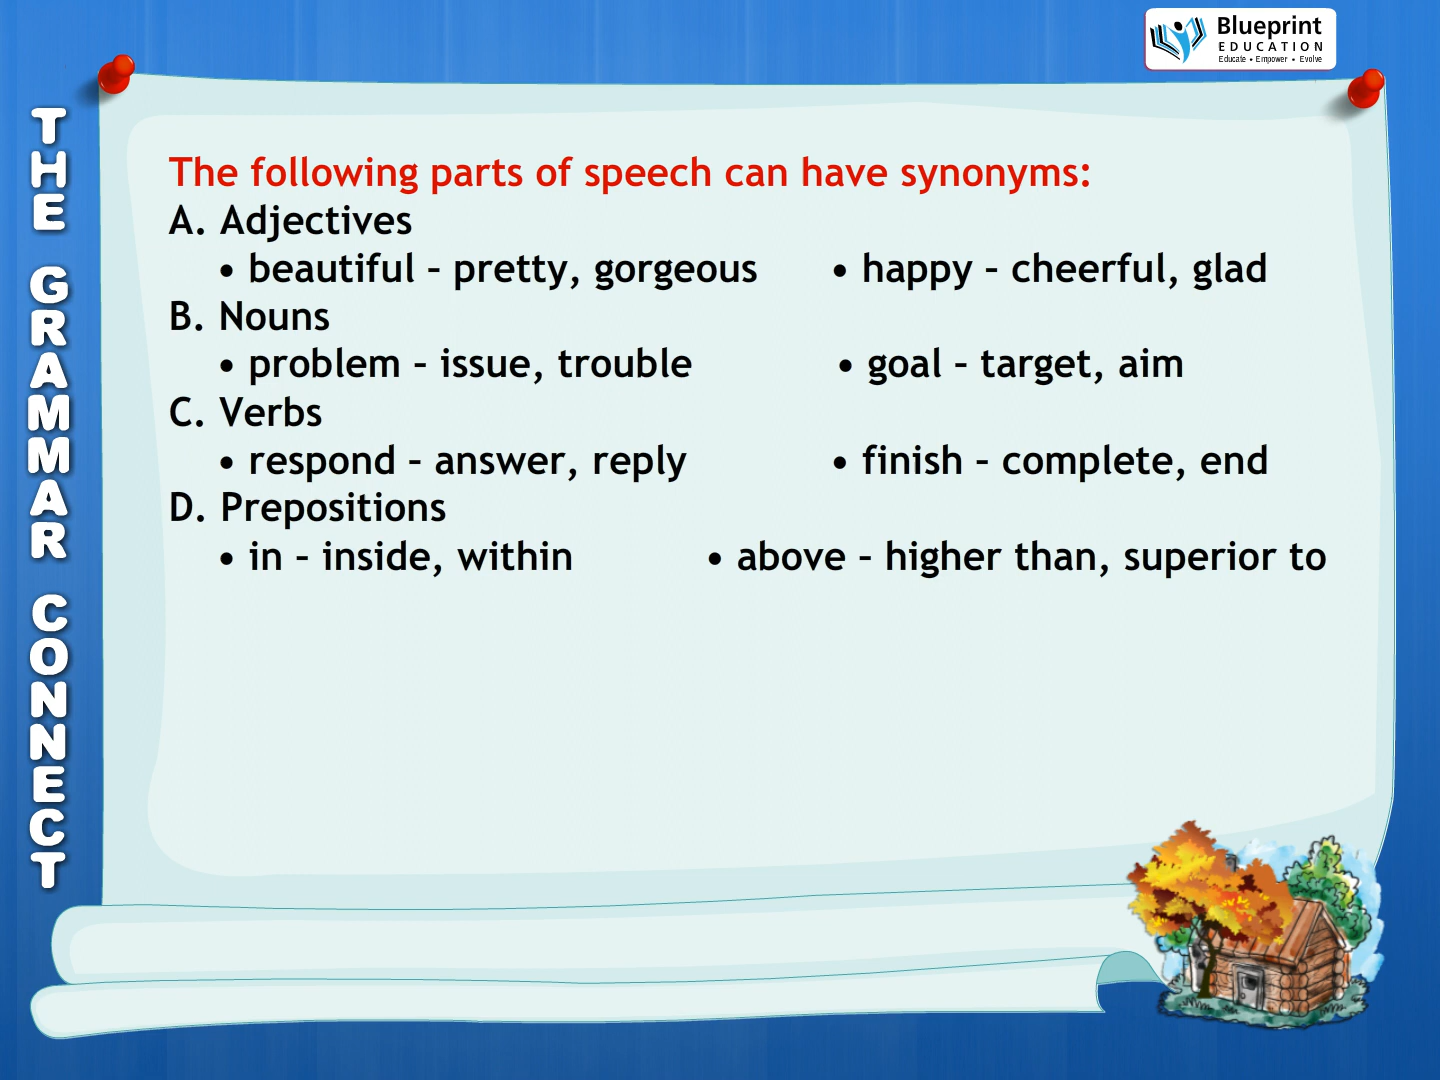 Blueprint
EDUCATION
Educate • Empower • Evolve
THE GRAMMAR CONNECT
The following parts of speech can have synonyms:
A. Adjectives
• beautiful – pretty, gorgeous • happy – cheerful, glad
B. Nouns
• problem – issue, trouble • goal – target, aim
C. Verbs
• respond – answer, reply • finish – complete, end
D. Prepositions
• in – inside, within • above – higher than, superior to